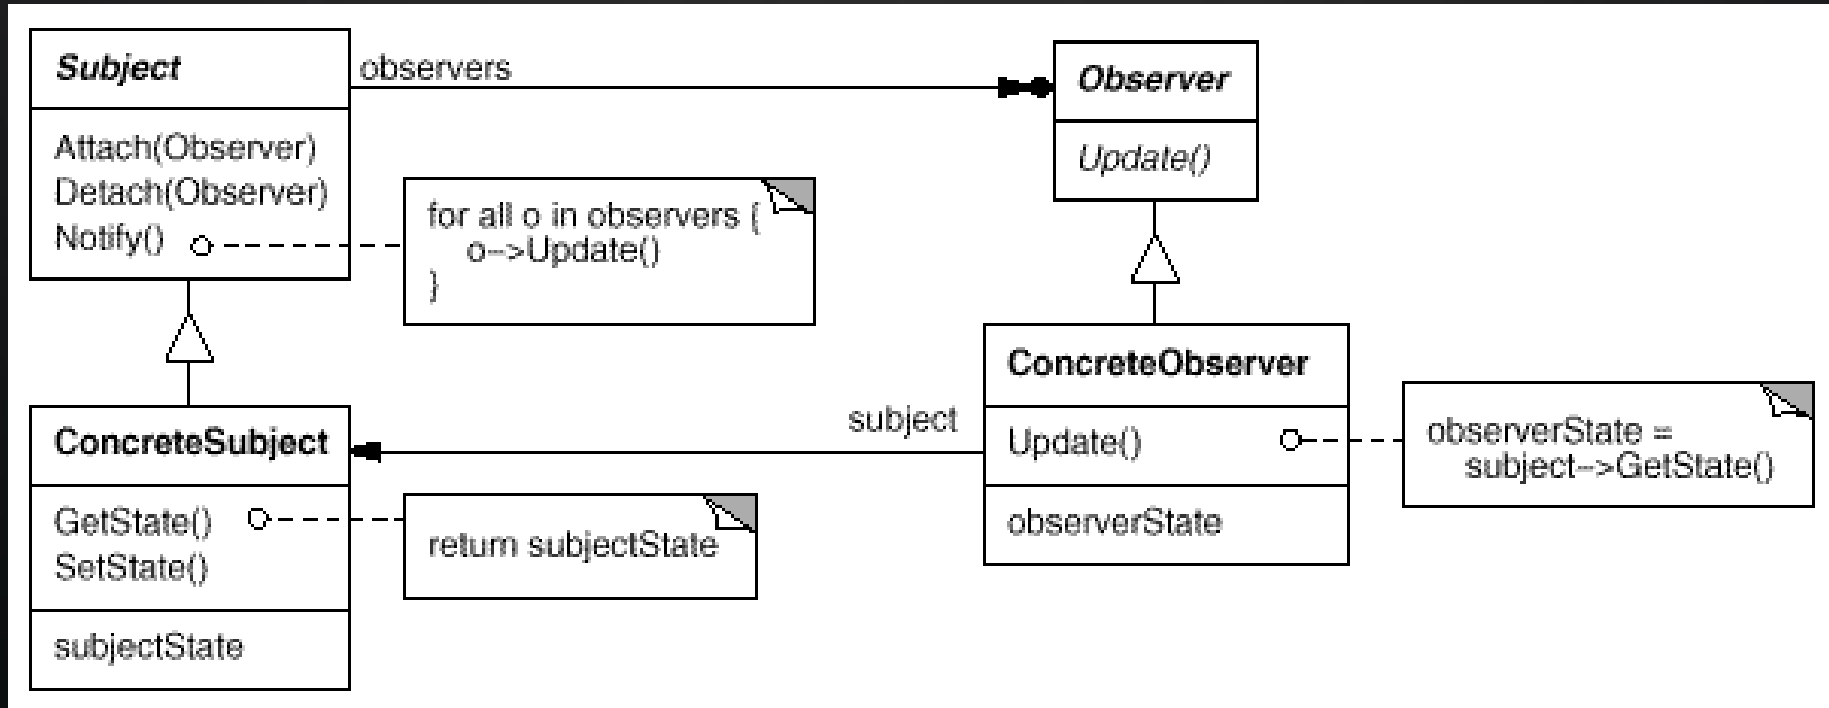 Subject
Attach(Observer)
Detach(Observer)
Notify()
observers
for all o in observers {
o-->Update()
}
Observer
Update()
ConcreteSubject
GetState()
SetState()
subjectState
return subjectState
subject
ConcreteObserver
Update()
observerState
observerState =
subject-->GetState()